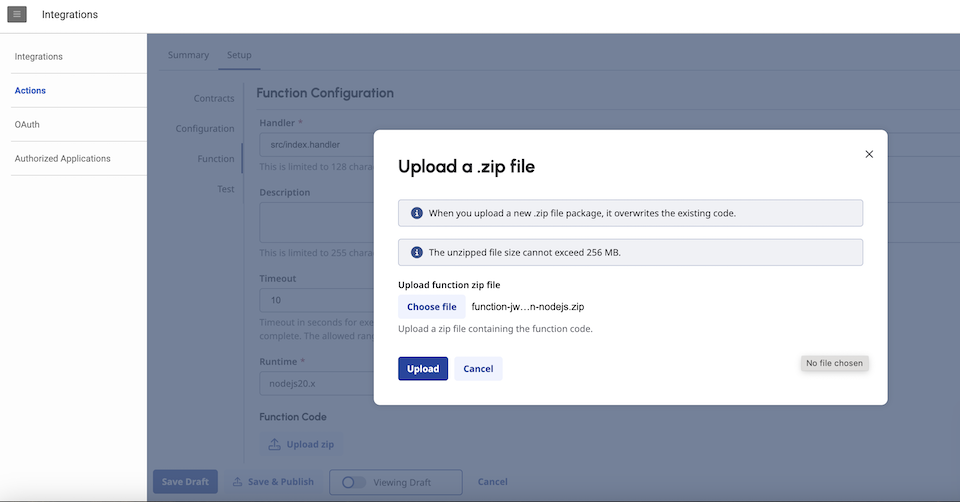 Integrations
Integrations
Actions
OAuth
Authorized Applications
Summary
Setup
Contracts
Configuration
Function
Test
Function Configuration
Handler *
src/index.handler
This is limited to 128 chara
Description
This is limited to 255 chara
Timeout
10
Timeout in seconds for exe
complete. The allowed ran
Runtime *
nodejs20.x
Function Code
Upload zip
Save Draft
Save & Publish
Viewing Draft
Cancel
Upload a .zip file
When you upload a new .zip file package, it overwrites the existing code.
The unzipped file size cannot exceed 256 MB.
Upload function zip file
Choose file function-jw...n-nodejs.zip
Upload a zip file containing the function code.
Upload
Cancel
No file chosen